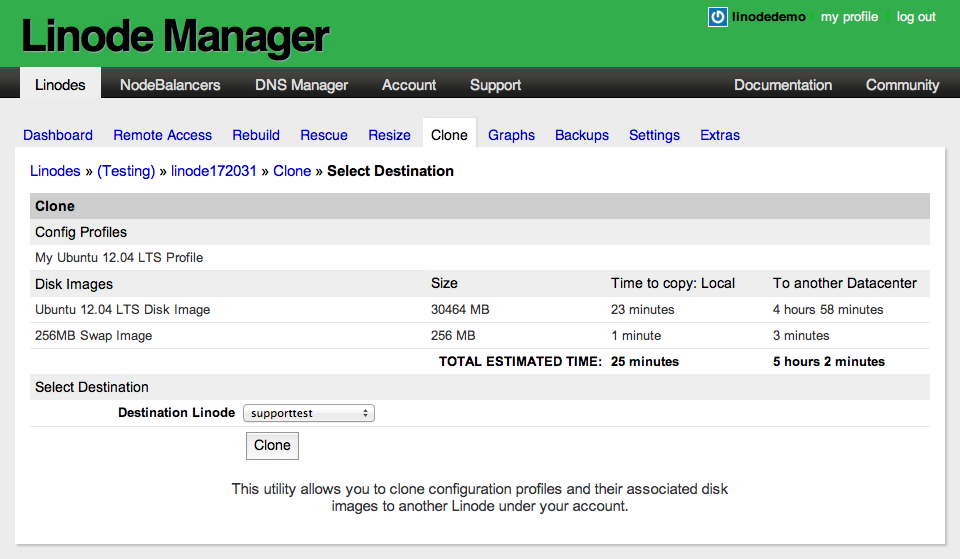 Linode Manager
linodedemo my profile log out
Linodes NodeBalancers DNS Manager Account Support Documentation Community
Dashboard Remote Access Rebuild Rescue Resize Clone Graphs Backups Settings Extras
Linodes » (Testing) » linode172031 » Clone » Select Destination
Clone
Config Profiles
My Ubuntu 12.04 LTS Profile
Disk Images Size Time to copy: Local To another Datacenter
Ubuntu 12.04 LTS Disk Image 30464 MB 23 minutes 4 hours 58 minutes
256MB Swap Image 256 MB 1 minute 3 minutes
TOTAL ESTIMATED TIME: 25 minutes 5 hours 2 minutes
Select Destination
Destination Linode supporttest
Clone
This utility allows you to clone configuration profiles and their associated disk
images to another Linode under your account.